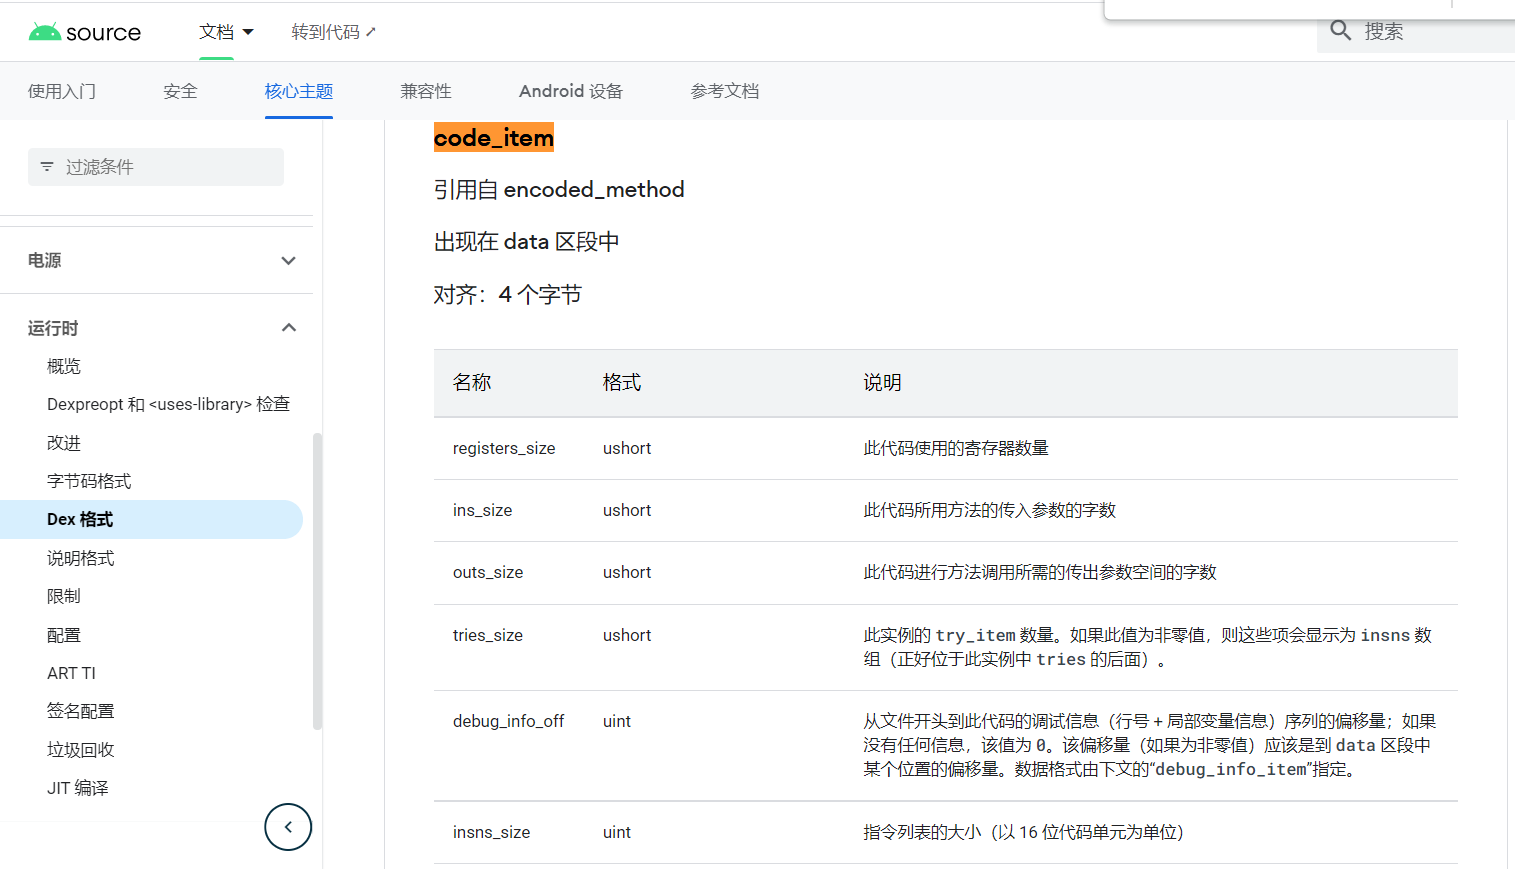 source
文档
转到代码
搜索
使用入门
安全
核心主题
兼容性
Android 设备
参考文档
过滤条件
电源
运行时
概览
Dexpreopt 和 <uses-library> 检查
改进
字节码格式
Dex 格式
说明格式
限制
配置
ART TI
签名配置
垃圾回收
JIT 编译
code_item
引用自 encoded_method
出现在 data 区段中
对齐：4 个字节
名称 格式 说明
registers_size ushort 此代码使用的寄存器数量
ins_size ushort 此代码所用方法的传入参数的字数
outs_size ushort 此代码进行方法调用所需的传出参数空间的字数
tries_size ushort 此实例的 try_item 数量。如果此值为非零值，则这些项会显示为 insns 数
组（正好位于此实例中 tries 的后面）。
debug_info_off uint 从文件开头到此代码的调试信息（行号 + 局部变量信息）序列的偏移量；如果
没有任何信息，该值为 0。该偏移量（如果为非零值）应该是到 data 区段中
某个位置的偏移量。数据格式由下文的“debug_info_item”指定。
insns_size uint 指令列表的大小（以 16 位代码单元为单位）